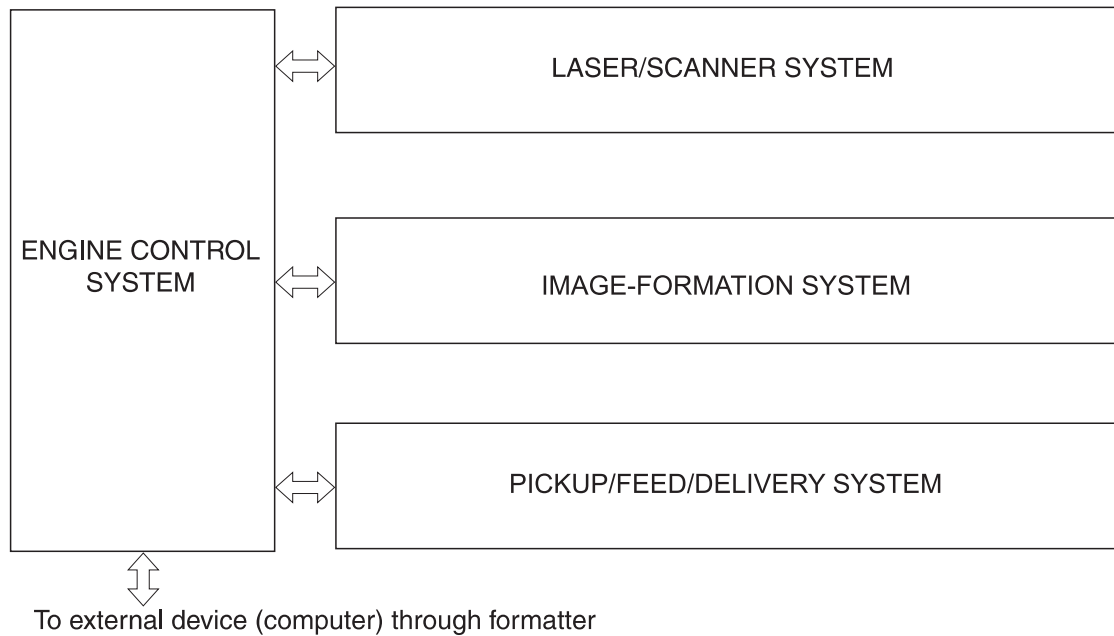 LASER/SCANNER SYSTEM
ENGINE CONTROL
SYSTEM
IMAGE-FORMATION SYSTEM
PICKUP/FEED/DELIVERY SYSTEM
To external device (computer) through formatter